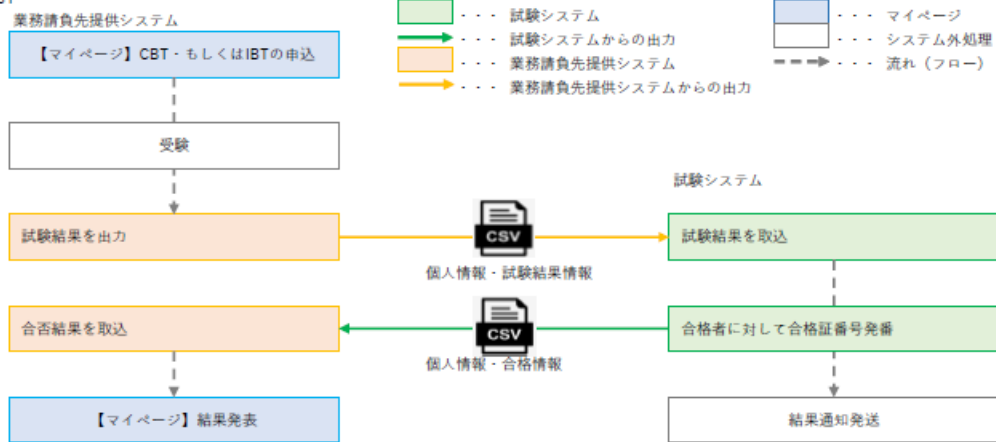 業務請負先提供システム
・・・ 試験システム
・・・ マイページ
・・・ 試験システムからの出力
・・・ システム外処理
・・・ 業務請負先提供システム
・・・ 流れ（フロー）
・・・ 業務請負先提供システムからの出力
【マイページ】CBT・もしくはIBTの申込
受験
試験システム
試験結果を出力
CSV
試験結果を取込
個人情報・試験結果情報
合否結果を取込
CSV
合格者に対して合格証番号発番
個人情報・合格情報
【マイページ】結果発表
結果通知発送